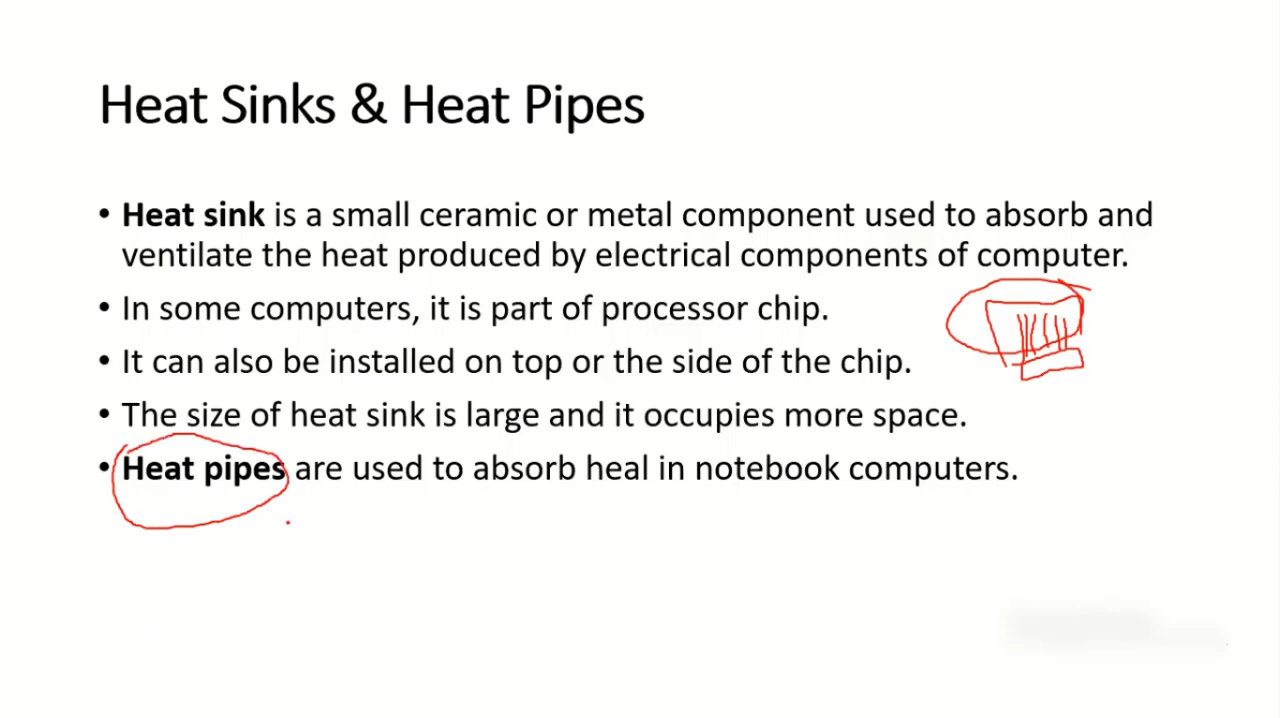 Heat Sinks & Heat Pipes
• Heat sink is a small ceramic or metal component used to absorb and
ventilate the heat produced by electrical components of computer.
• In some computers, it is part of processor chip.
• It can also be installed on top or the side of the chip.
• The size of heat sink is large and it occupies more space.
• Heat pipes are used to absorb heal in notebook computers.